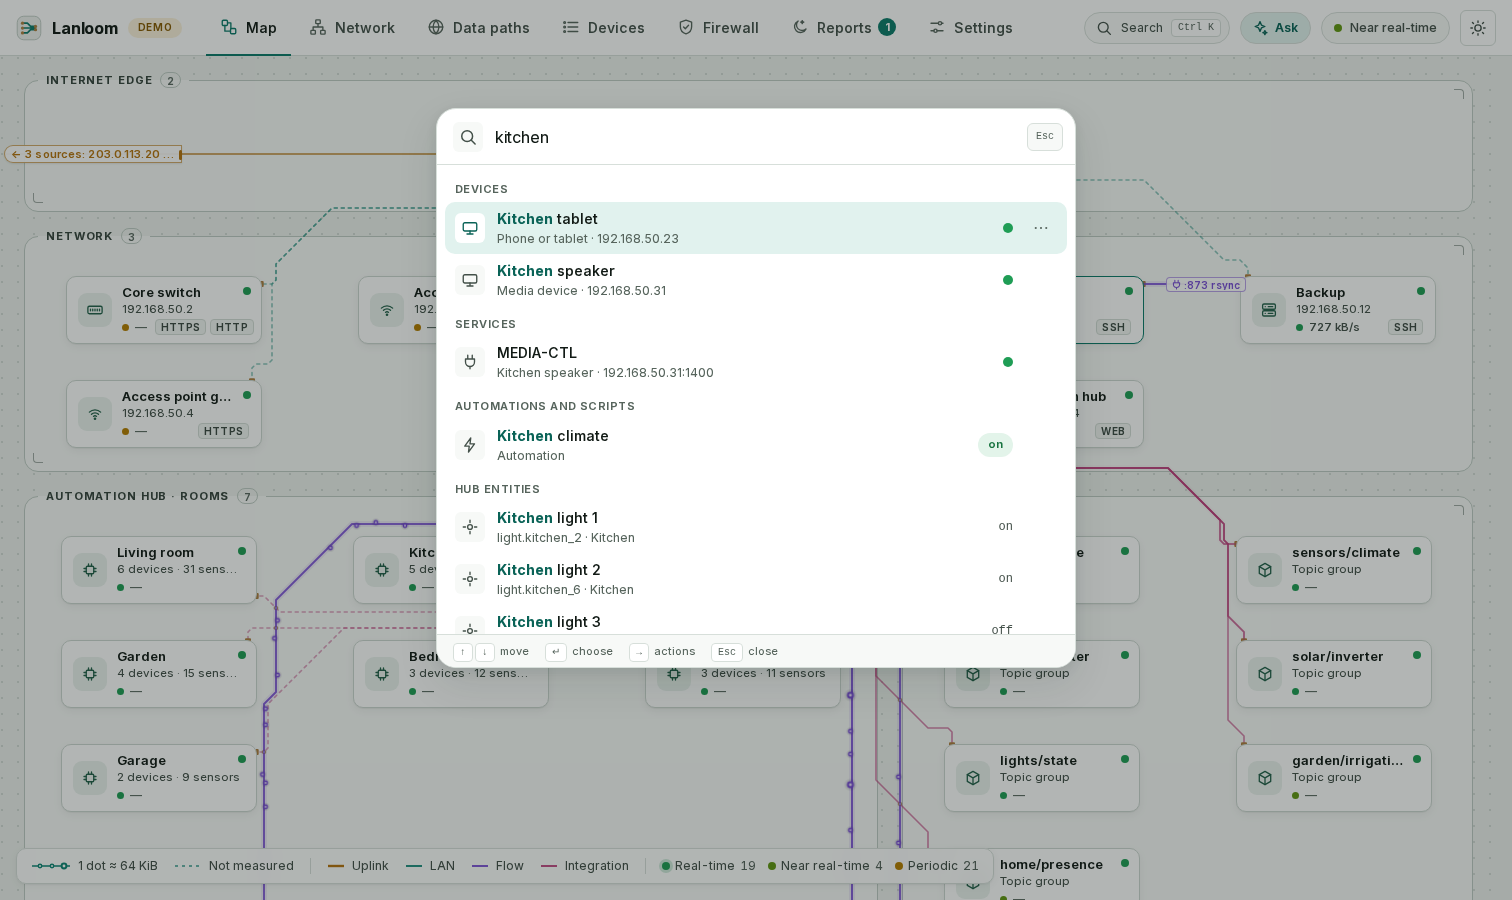 Lanloom DEMO Map Network Data paths Devices Firewall Reports 1 Settings Search Ctrl K Ask Near real-time
INTERNET EDGE 2
kitchen Esc
← 3 sources: 203.0.113.20 ...
DEVICES
Kitchen tablet
Phone or tablet · 192.168.50.23
Kitchen speaker
Media device · 192.168.50.31
SERVICES
MEDIA-CTL
Kitchen speaker · 192.168.50.31:1400
AUTOMATIONS AND SCRIPTS
Kitchen climate on
Automation
HUB ENTITIES
Kitchen light 1 on
light.kitchen_2 · Kitchen
Kitchen light 2 on
light.kitchen_6 · Kitchen
Kitchen light 3 off
↑ ↓ move ↵ choose → actions Esc close
NETWORK 3
Core switch
192.168.50.2
— HTTPS HTTP
Acc
192.
—
SSH
:873 rsync
Backup
192.168.50.12
727 kB/s SSH
Access point g...
192.168.50.4
— HTTPS
hub
4
WEB
AUTOMATION HUB · ROOMS 7
Living room
6 devices · 31 sens...
—
Kitc
5 dev
—
e
sensors/climate
Topic group
—
Garden
4 devices · 15 sens...
—
Bedr
3 devices · 12 sens...
—
3 devices · 11 sensors
—
ter
Topic group
—
solar/inverter
Topic group
—
Garage
2 devices · 9 sensors
—
lights/state
Topic group
—
garden/irrigati...
Topic group
—
home/presence
Topic group
—
1 dot ≈ 64 KiB Not measured Uplink LAN Flow Integration Real-time 19 Near real-time 4 Periodic 21